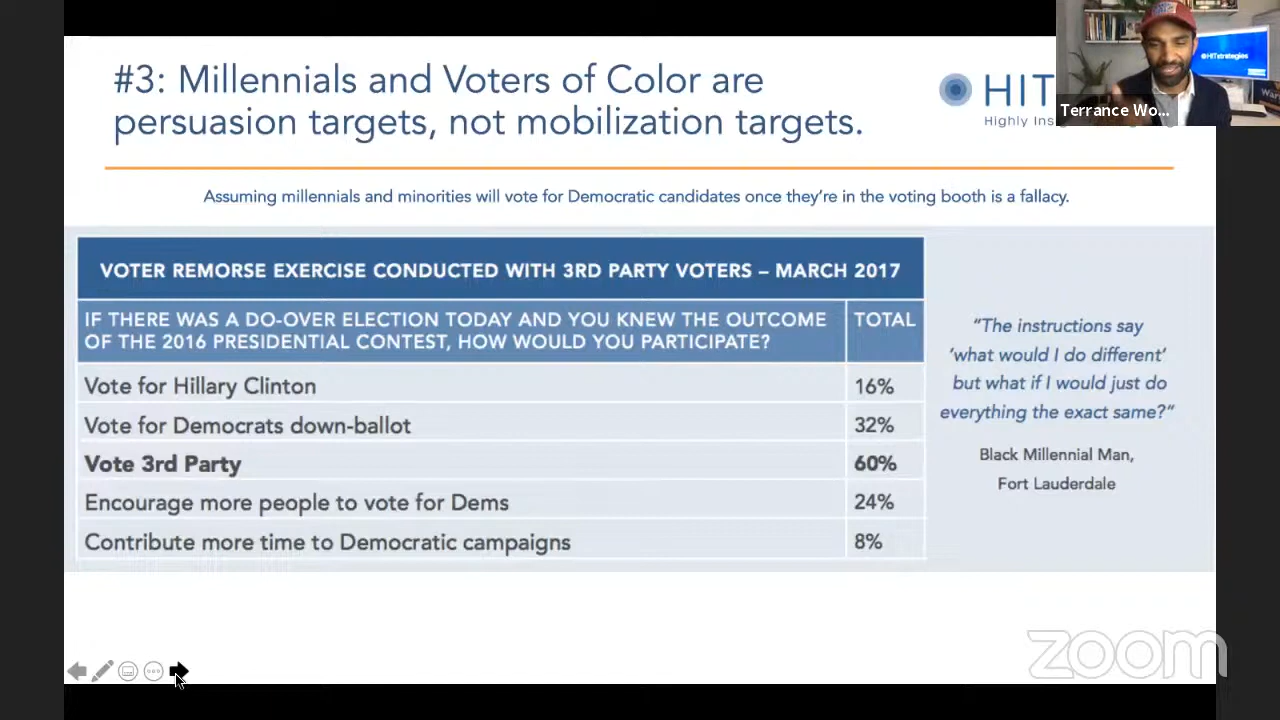 #3: Millennials and Voters of Color are
persuasion targets, not mobilization targets.
HIT
Highly
Terrance Wo...
@HITstrategies
Assuming millennials and minorities will vote for Democratic candidates once they're in the voting booth is a fallacy.
VOTER REMORSE EXERCISE CONDUCTED WITH 3RD PARTY VOTERS – MARCH 2017
IF THERE WAS A DO-OVER ELECTION TODAY AND YOU KNEW THE OUTCOME
OF THE 2016 PRESIDENTIAL CONTEST, HOW WOULD YOU PARTICIPATE?
TOTAL
Vote for Hillary Clinton 16%
Vote for Democrats down-ballot 32%
Vote 3rd Party 60%
Encourage more people to vote for Dems 24%
Contribute more time to Democratic campaigns 8%
"The instructions say
'what would I do different'
but what if I would just do
everything the exact same?"
Black Millennial Man,
Fort Lauderdale
zoom